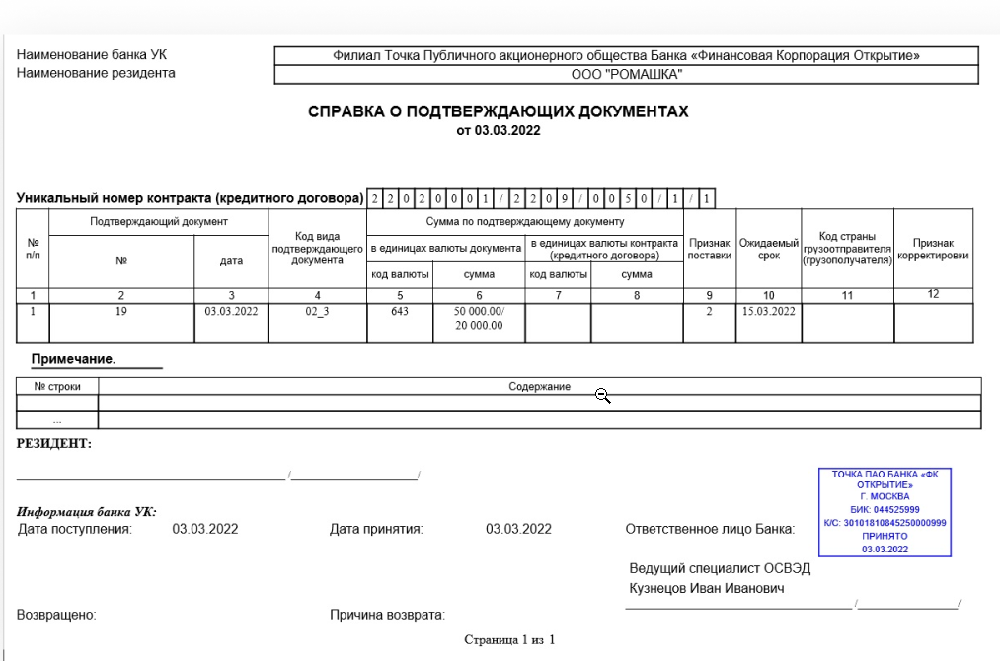 Наименование банка УК
Филиал Точка Публичного акционерного общества Банка «Финансовая Корпорация Открытие»
Наименование резидента
ООО "РОМАШКА"
СПРАВКА О ПОДТВЕРЖДАЮЩИХ ДОКУМЕНТАХ
от 03.03.2022
Уникальный номер контракта (кредитного договора) 2 2 0 2 0 0 0 1 / 2 2 0 9 / 0 0 5 0 / 1 / 1
№ п/п
Подтверждающий документ
№
дата
Код вида подтверждающего документа
Сумма по подтверждающему документу
в единицах валюты документа
код валюты
сумма
в единицах валюты контракта (кредитного договора)
код валюты
сумма
Признак поставки
Ожидаемый срок
Код страны грузоотправителя (грузополучателя)
Признак корректировки
1 2 3 4 5 6 7 8 9 10 11 12
1 19 03.03.2022 02_3 643 50 000.00/ 2 15.03.2022
20 000.00
Примечание.
№ строки Содержание
...
РЕЗИДЕНТ:
/ /
Информация банка УК:
Дата поступления: 03.03.2022 Дата принятия: 03.03.2022 Ответственное лицо Банка:
ТОЧКА ПАО БАНКА «ФК
ОТКРЫТИЕ»
Г. МОСКВА
БИК: 044525999
К/С: 30101810845250000999
ПРИНЯТО
03.03.2022
Ведущий специалист ОСВЭД
Кузнецов Иван Иванович
/ /
Возвращено: Причина возврата:
Страница 1 из 1